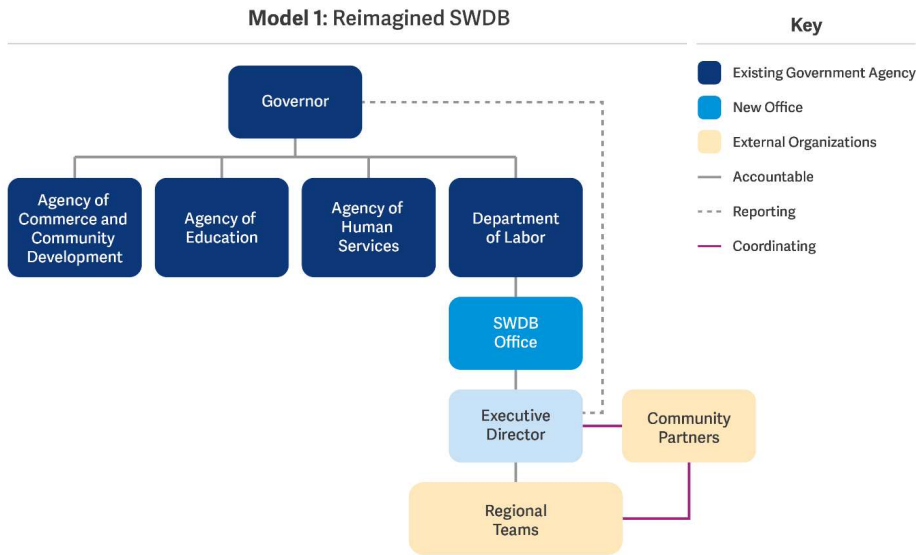 Model 1: Reimagined SWDB
Key
Governor
Existing Government Agency
New Office
External Organizations
Accountable
Reporting
Coordinating
Agency of
Commerce and
Community
Development
Agency of
Education
Agency of
Human
Services
Department
of Labor
SWDB
Office
Executive
Director
Community
Partners
Regional
Teams